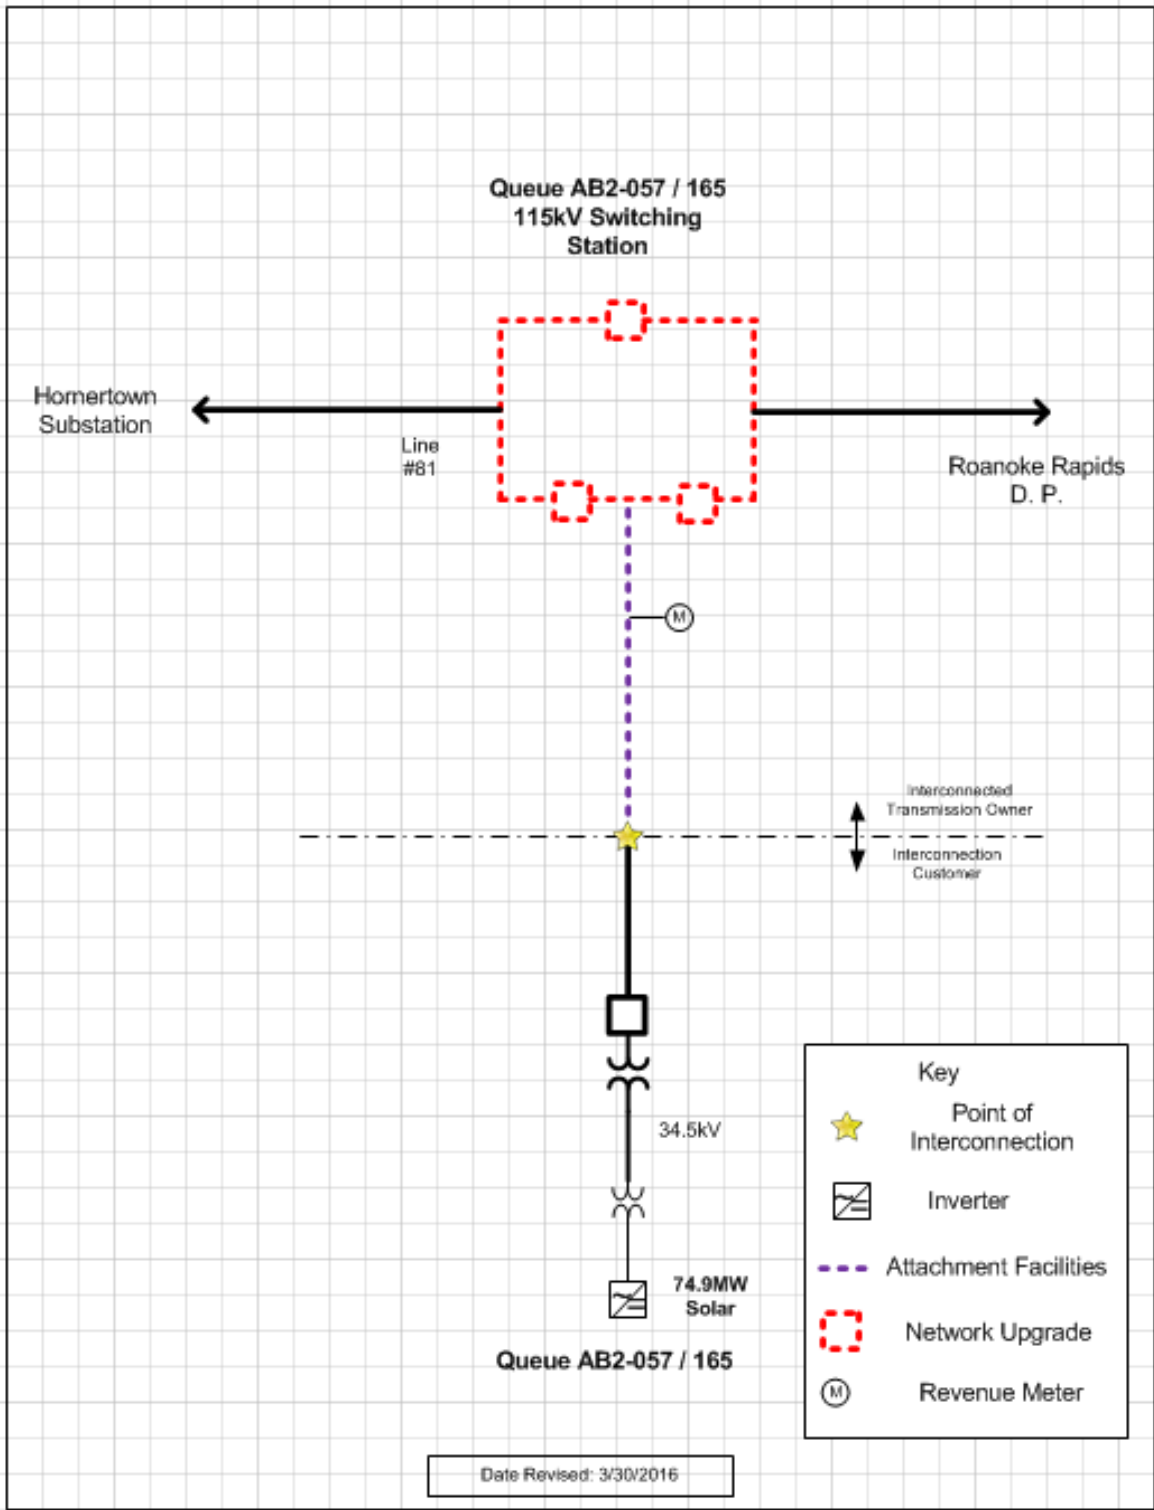 Queue AB2-057 / 165
115kV Switching
Station
Hornertown
Substation
Line
#81
Roanoke Rapids
D. P.
M
Interconnected
Transmission Owner
Interconnection
Customer
34.5kV
74.9MW
Solar
Queue AB2-057 / 165
Key
Point of
Interconnection
Inverter
Attachment Facilities
Network Upgrade
M
Revenue Meter
Date Revised: 3/30/2016